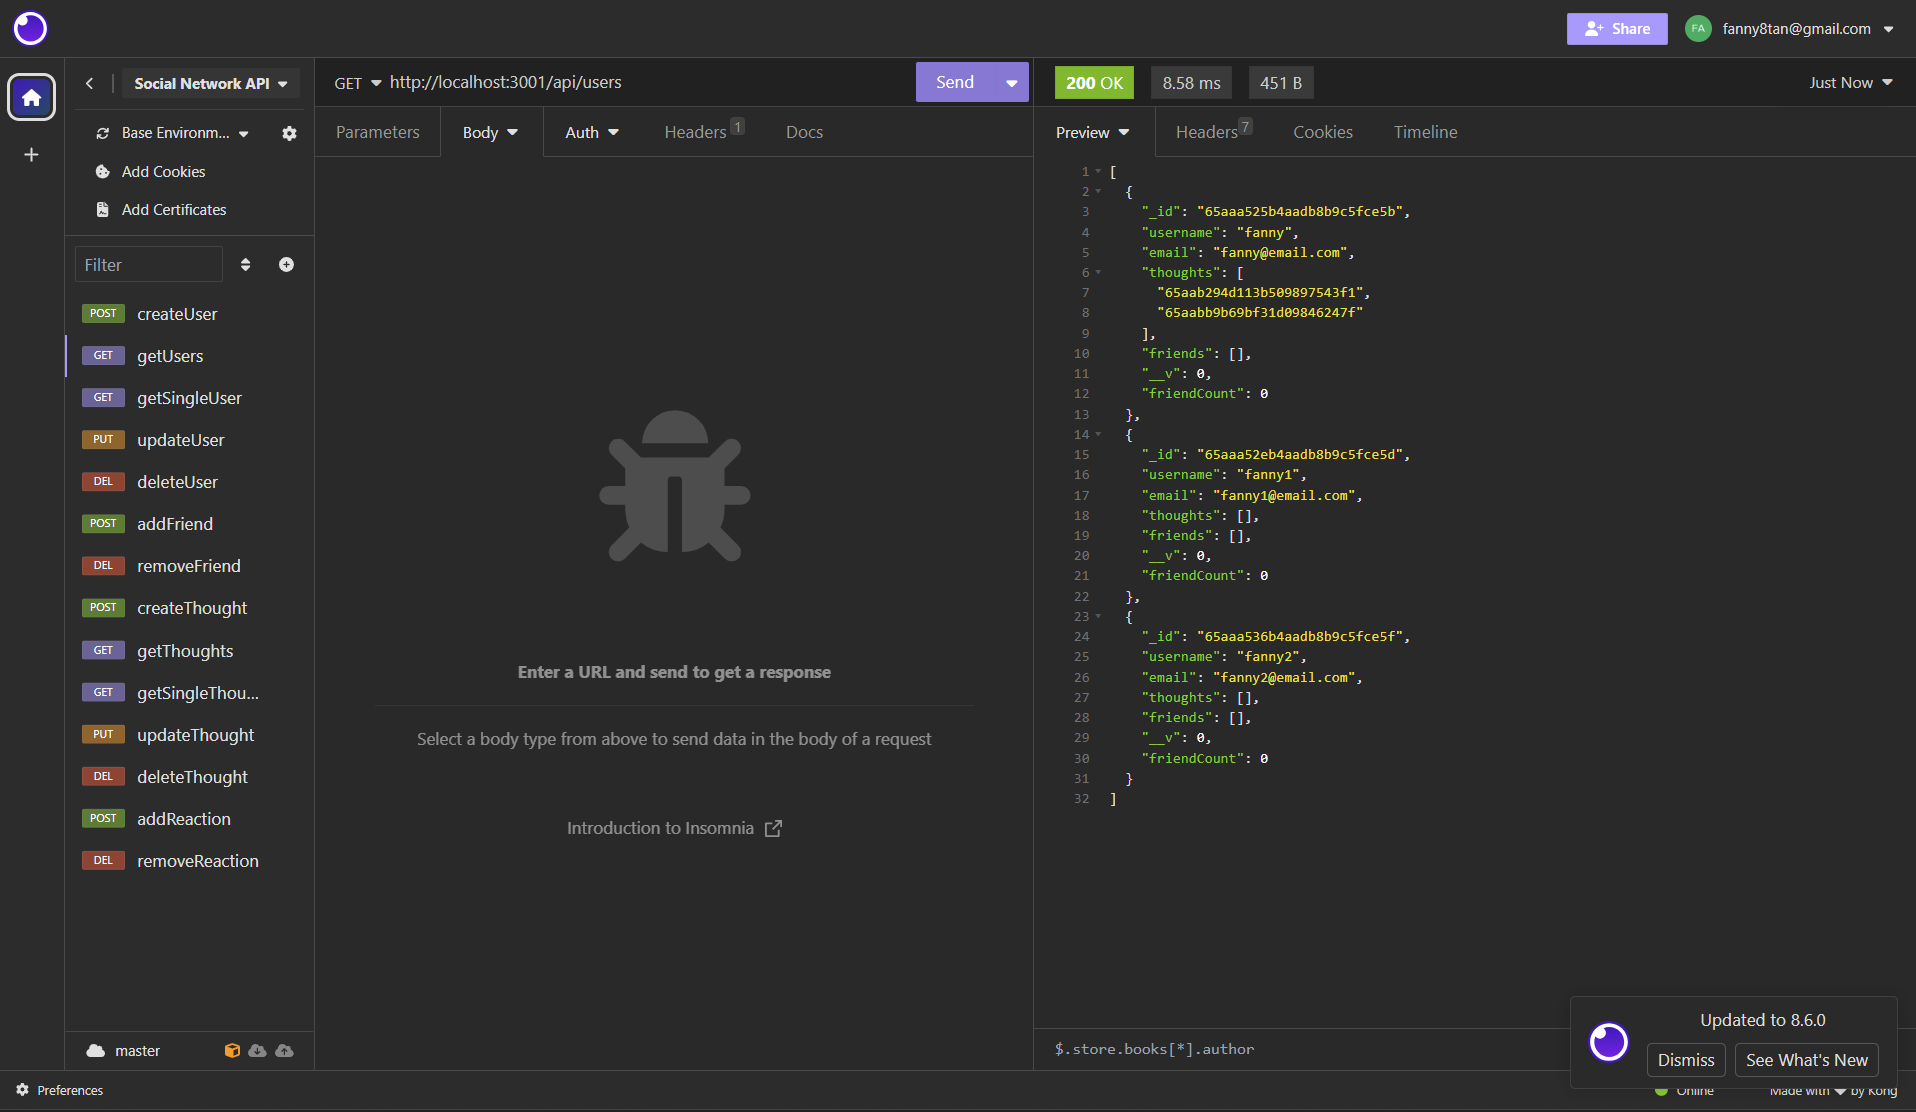 Share
FA
fanny8tan@gmail.com
Social Network API
Base Environm...
Add Cookies
Add Certificates
Filter
POST createUser
GET getUsers
GET getSingleUser
PUT updateUser
DEL deleteUser
POST addFriend
DEL removeFriend
POST createThought
GET getThoughts
GET getSingleThou...
PUT updateThought
DEL deleteThought
POST addReaction
DEL removeReaction
master
Preferences
GET http://localhost:3001/api/users
Send
Parameters Body Auth Headers 1 Docs
Enter a URL and send to get a response
Select a body type from above to send data in the body of a request
Introduction to Insomnia
200 OK 8.58 ms 451 B Just Now
Preview Headers 7 Cookies Timeline
1 [
2 {
3 "_id": "65aaa525b4aadb8b9c5fce5b",
4 "username": "fanny",
5 "email": "fanny@email.com",
6 "thoughts": [
7 "65aab294d113b509897543f1",
8 "65aabb9b69bf31d09846247f"
9 ],
10 "friends": [],
11 "__v": 0,
12 "friendCount": 0
13 },
14 {
15 "_id": "65aaa52eb4aadb8b9c5fce5d",
16 "username": "fanny1",
17 "email": "fanny1@email.com",
18 "thoughts": [],
19 "friends": [],
20 "__v": 0,
21 "friendCount": 0
22 },
23 {
24 "_id": "65aaa536b4aadb8b9c5fce5f",
25 "username": "fanny2",
26 "email": "fanny2@email.com",
27 "thoughts": [],
28 "friends": [],
29 "__v": 0,
30 "friendCount": 0
31 }
32 ]
$.store.books[*].author
Updated to 8.6.0
Dismiss
See What's New
Online
Made with by Kong